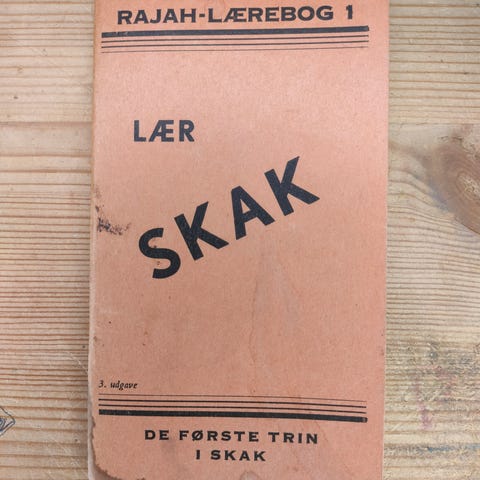 RAJAH-LÆREBOG 1
LÆR
SKAK
3. udgave
DE FØRSTE TRIN
I SKAK